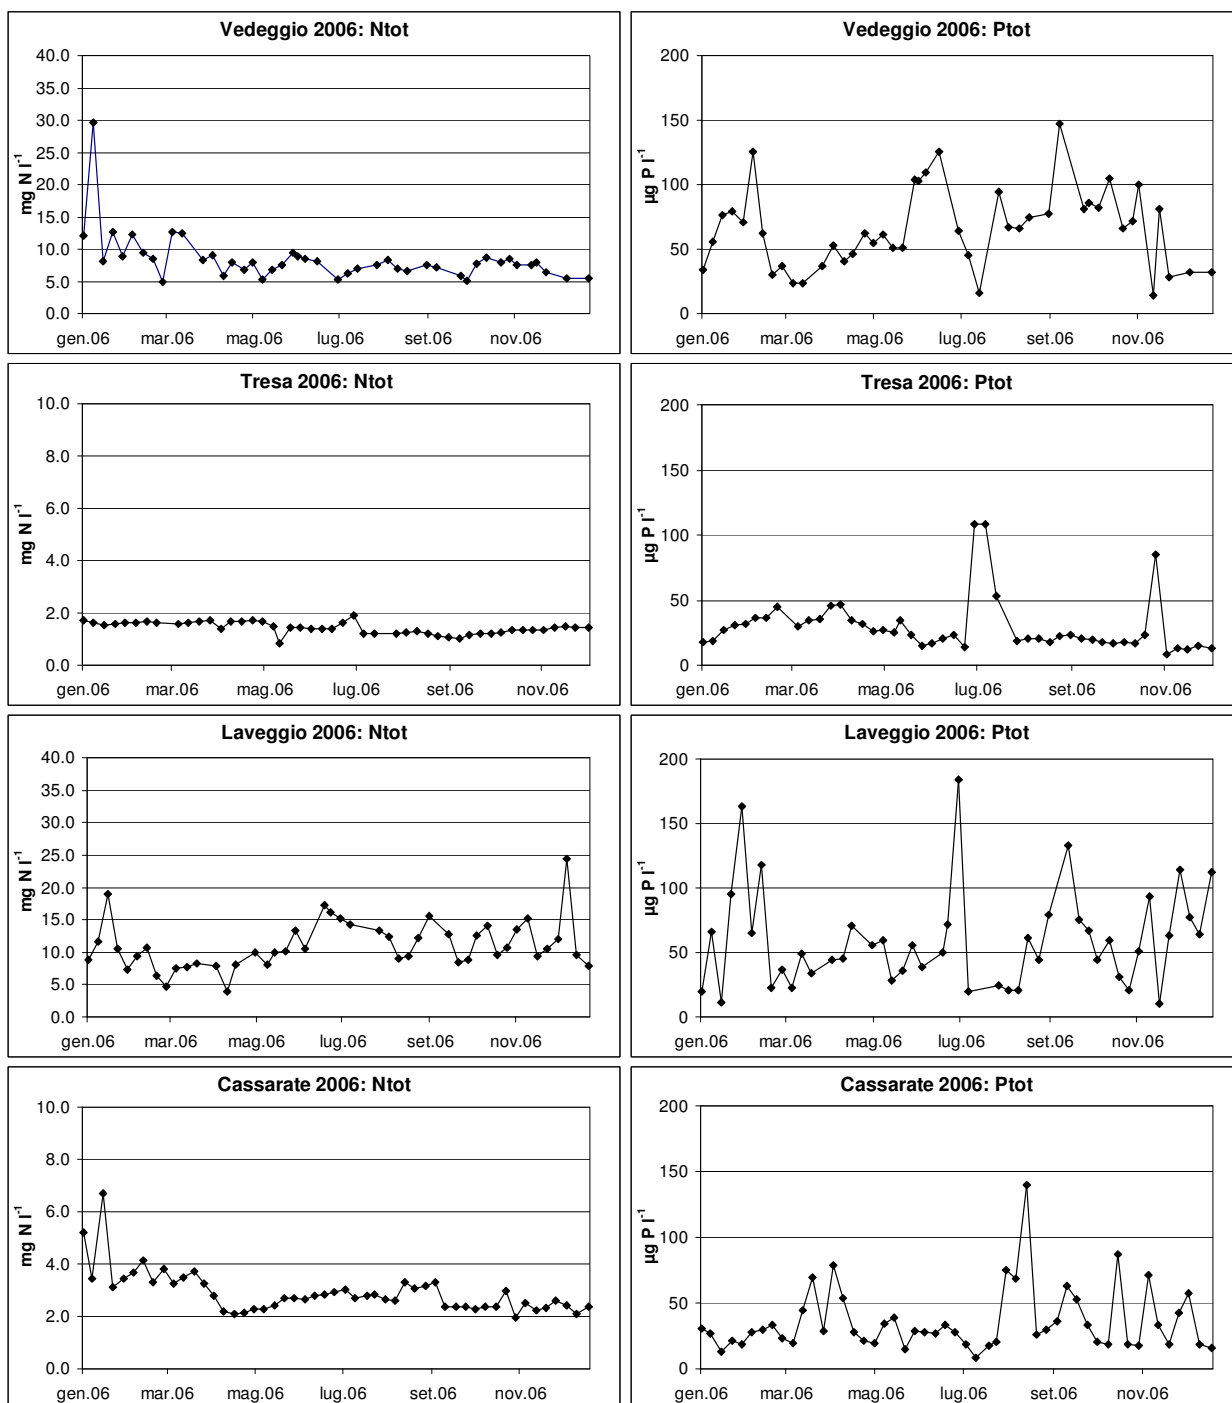 Vedeggio 2006: Ntot
40.0
35.0
30.0
25.0
20.0
15.0
10.0
5.0
0.0
mg N l-1
gen.06 mar.06 mag.06 lug.06 set.06 nov.06
Vedeggio 2006: Ptot
200
150
100
50
0
µg P l-1
gen.06 mar.06 mag.06 lug.06 set.06 nov.06
Tresa 2006: Ntot
10.0
8.0
6.0
4.0
2.0
0.0
mg N l-1
gen.06 mar.06 mag.06 lug.06 set.06 nov.06
Tresa 2006: Ptot
200
150
100
50
0
µg P l-1
gen.06 mar.06 mag.06 lug.06 set.06 nov.06
Laveggio 2006: Ntot
40.0
35.0
30.0
25.0
20.0
15.0
10.0
5.0
0.0
mg N l-1
gen.06 mar.06 mag.06 lug.06 set.06 nov.06
Laveggio 2006: Ptot
200
150
100
50
0
µg P l-1
gen.06 mar.06 mag.06 lug.06 set.06 nov.06
Cassarate 2006: Ntot
10.0
8.0
6.0
4.0
2.0
0.0
mg N l-1
gen.06 mar.06 mag.06 lug.06 set.06 nov.06
Cassarate 2006: Ptot
200
150
100
50
0
µg P l-1
gen.06 mar.06 mag.06 lug.06 set.06 nov.06